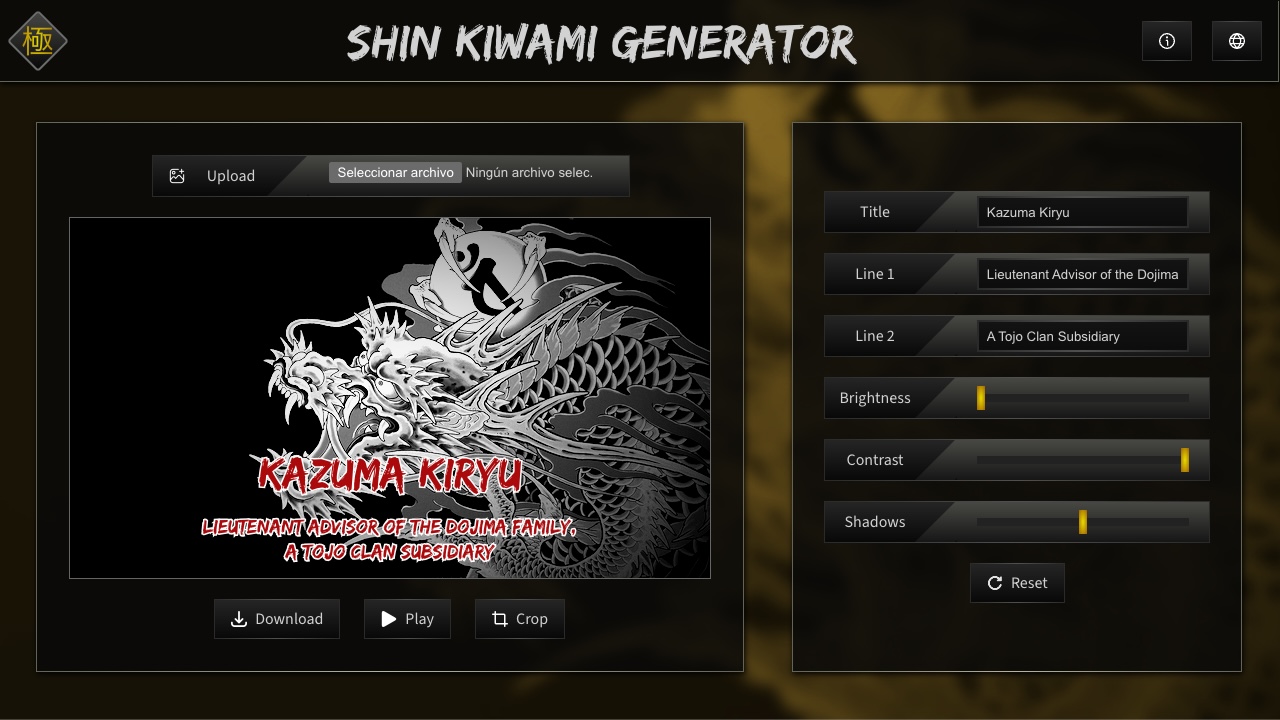 極
SHIN KIWAMI GENERATOR
Upload
Seleccionar archivo Ningún archivo selec.
KAZUMA KIRYU
LIEUTENANT ADVISOR OF THE DOJIMA FAMILY,
A TOJO CLAN SUBSIDIARY
Download
Play
Crop
Title
Kazuma Kiryu
Line 1
Lieutenant Advisor of the Dojima
Line 2
A Tojo Clan Subsidiary
Brightness
Contrast
Shadows
Reset